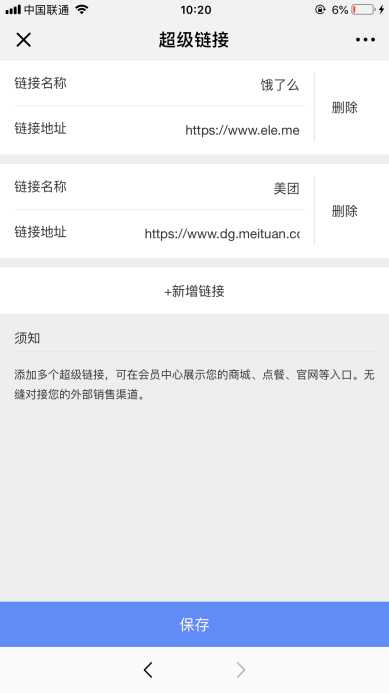 中国联通 10:20 6%
超级链接
链接名称 饿了么
删除
链接地址 https://www.ele.me
链接名称 美团
删除
链接地址 https://www.dg.meituan.cc
+新增链接
须知
添加多个超级链接，可在会员中心展示您的商城、点餐、官网等入口。无
缝对接您的外部销售渠道。
保存